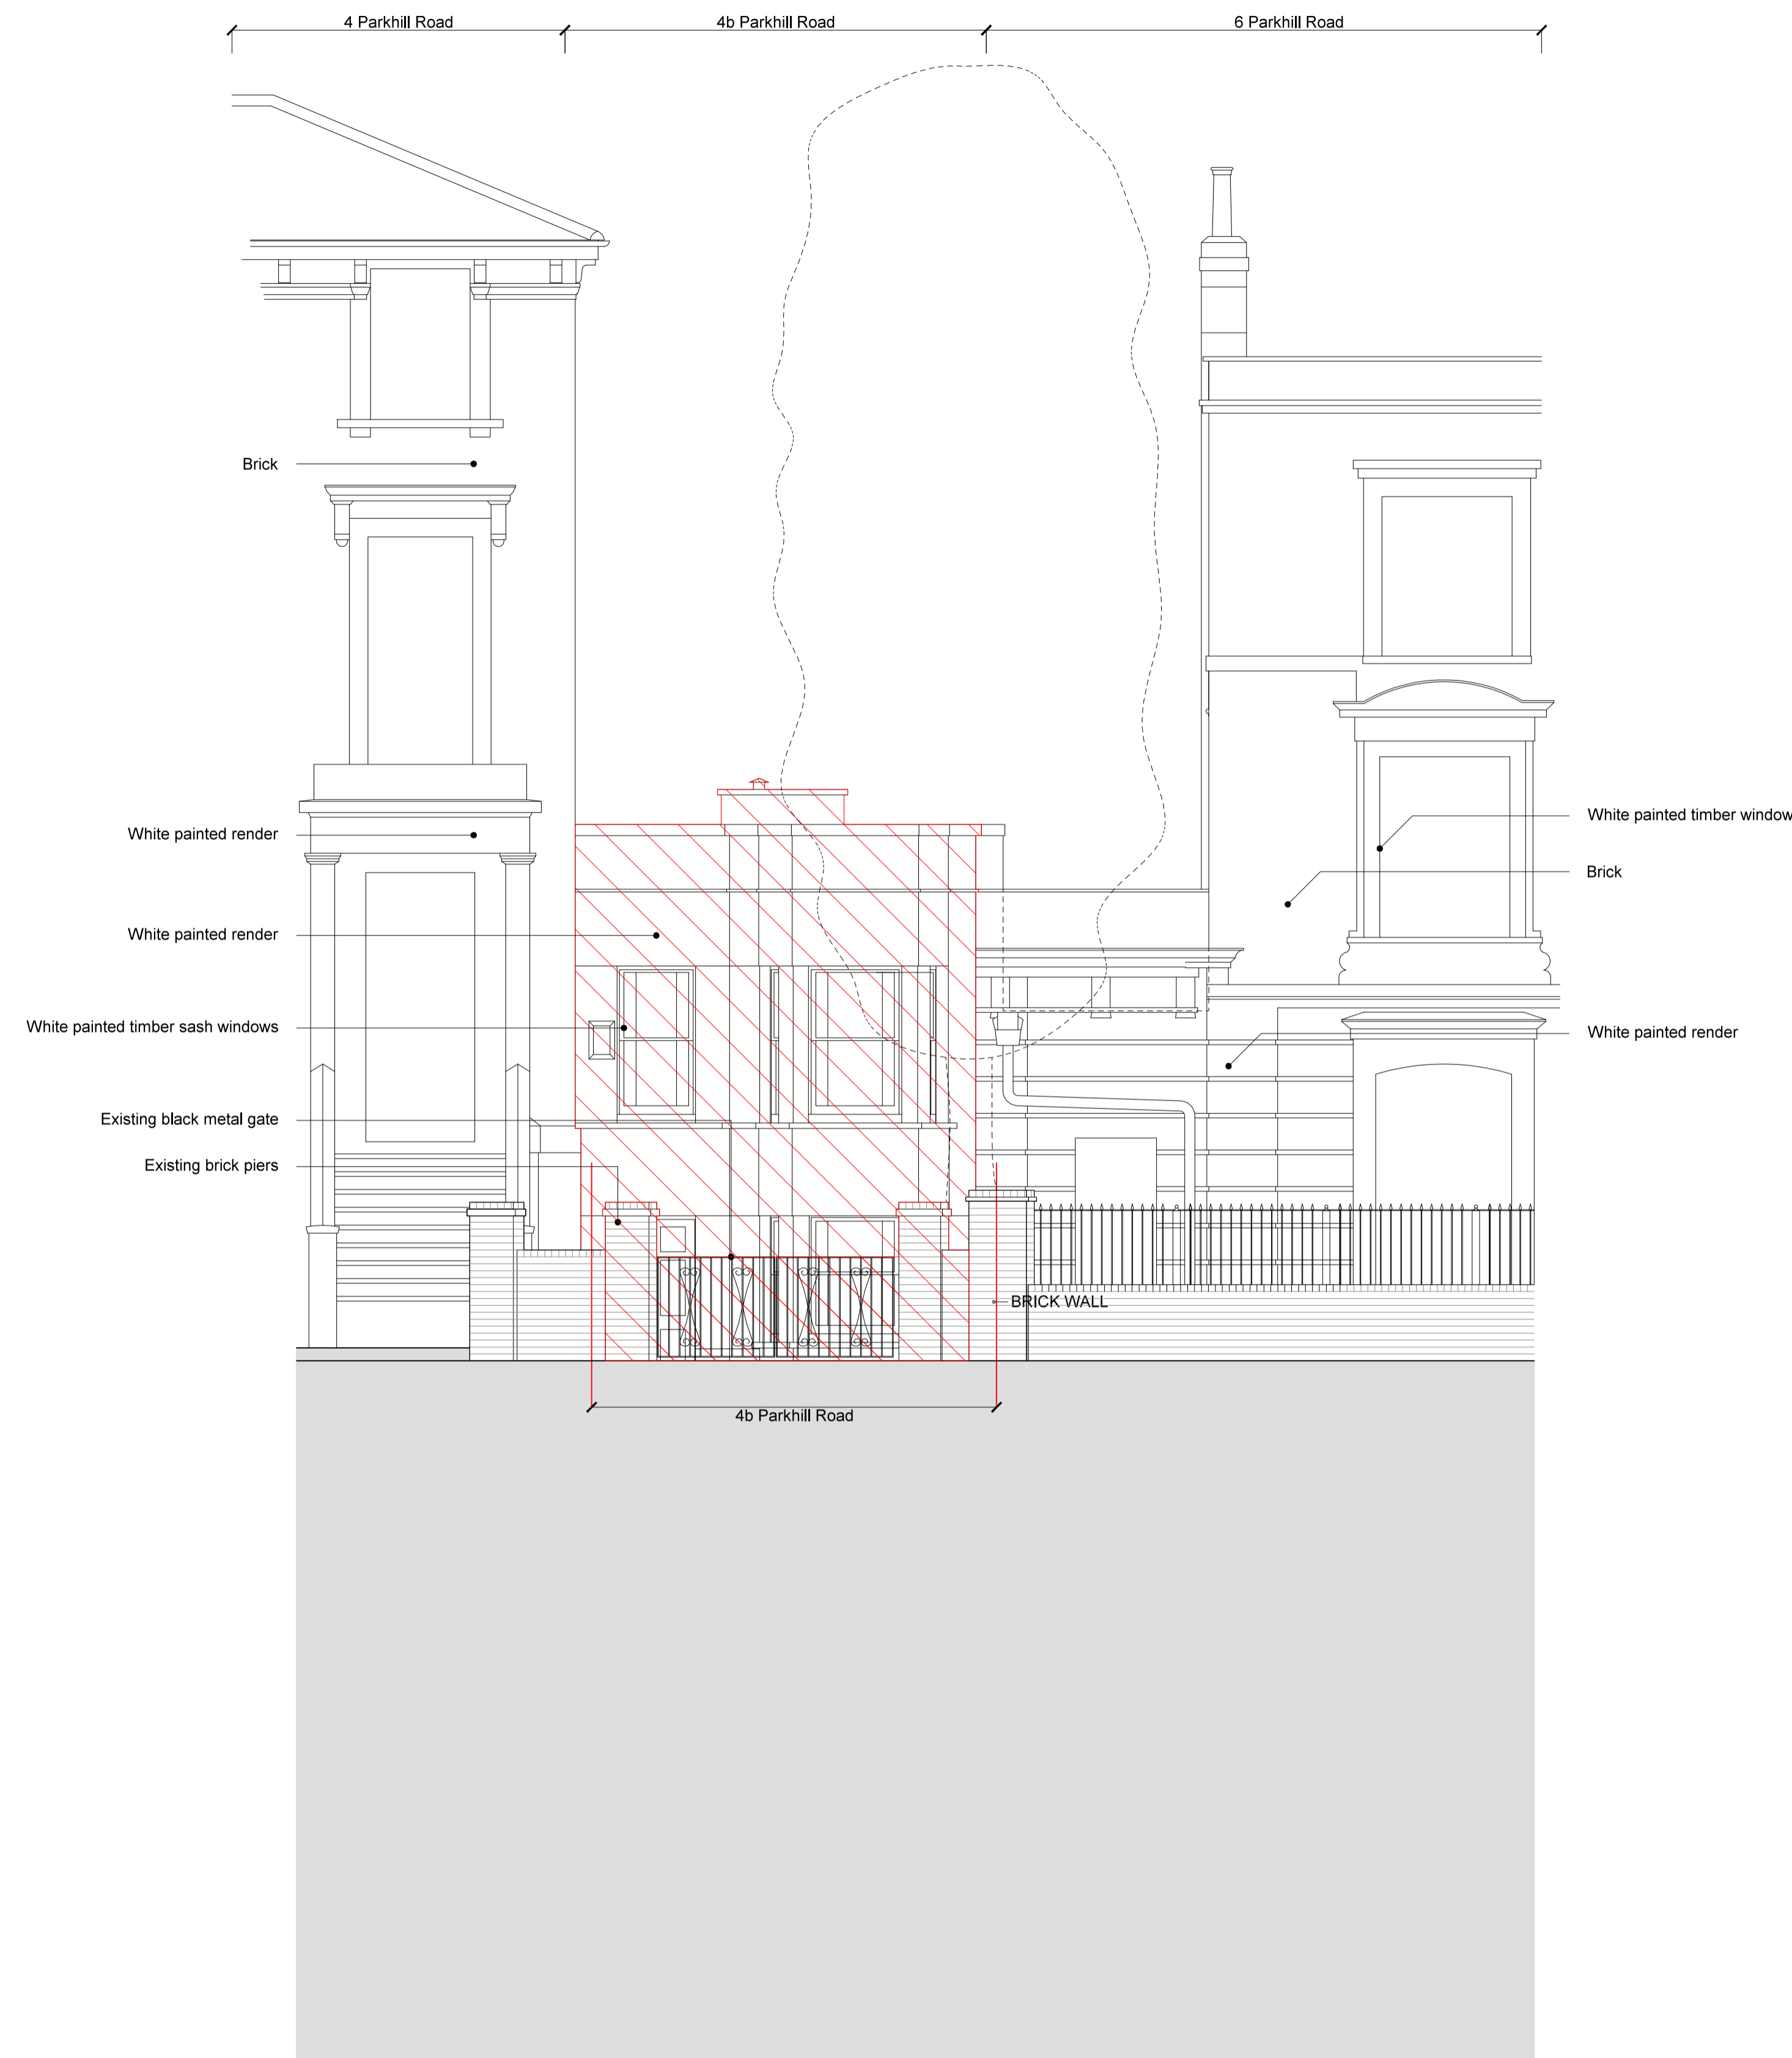 4 Parkhill Road
4b Parkhill Road
6 Parkhill Road
Brick
White painted render
White painted render
White painted timber sash windows
Existing black metal gate
Existing brick piers
White painted timber window
Brick
White painted render
BRICK WALL
4b Parkhill Road